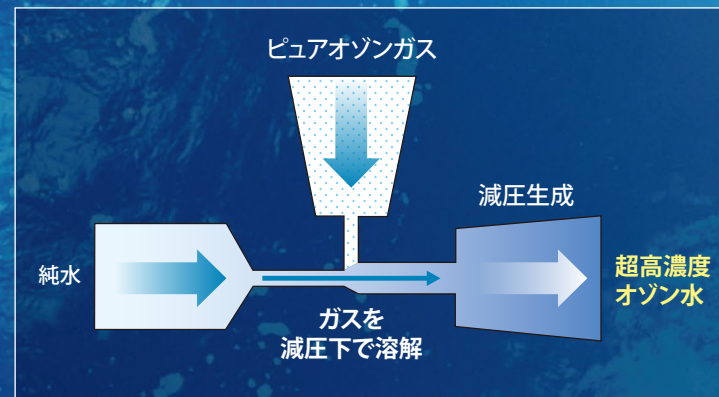 ピュアオゾンガス
減圧生成
純水
超高濃度
オゾン水
ガスを
減圧下で溶解